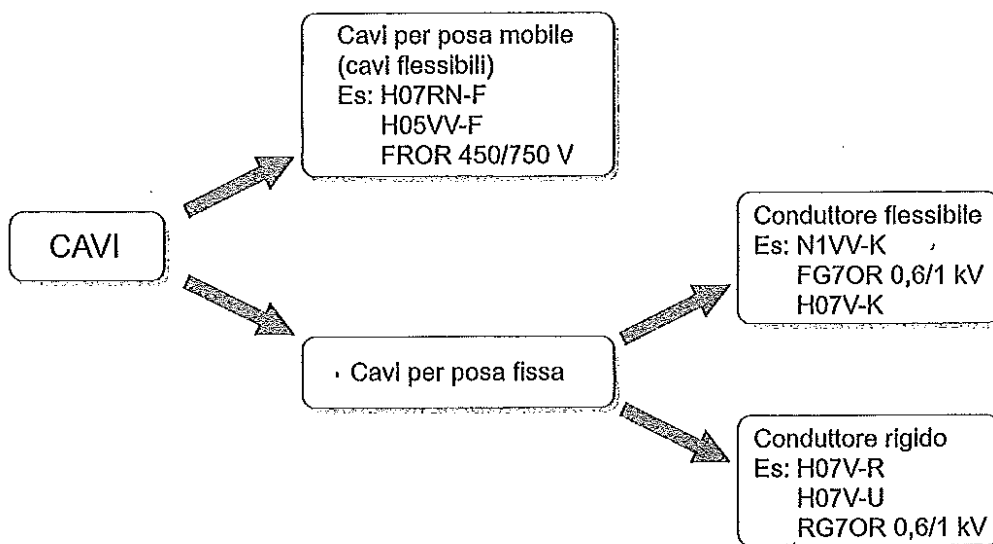 Cavi per posa mobile
(cavi flessibili)
Es: H07RN-F
H05VV-F
FROR 450/750 V
CAVI
Conduttore flessibile
Es: N1VV-K
FG7OR 0,6/1 kV
H07V-K
Cavi per posa fissa
Conduttore rigido
Es: H07V-R
H07V-U
RG7OR 0,6/1 kV